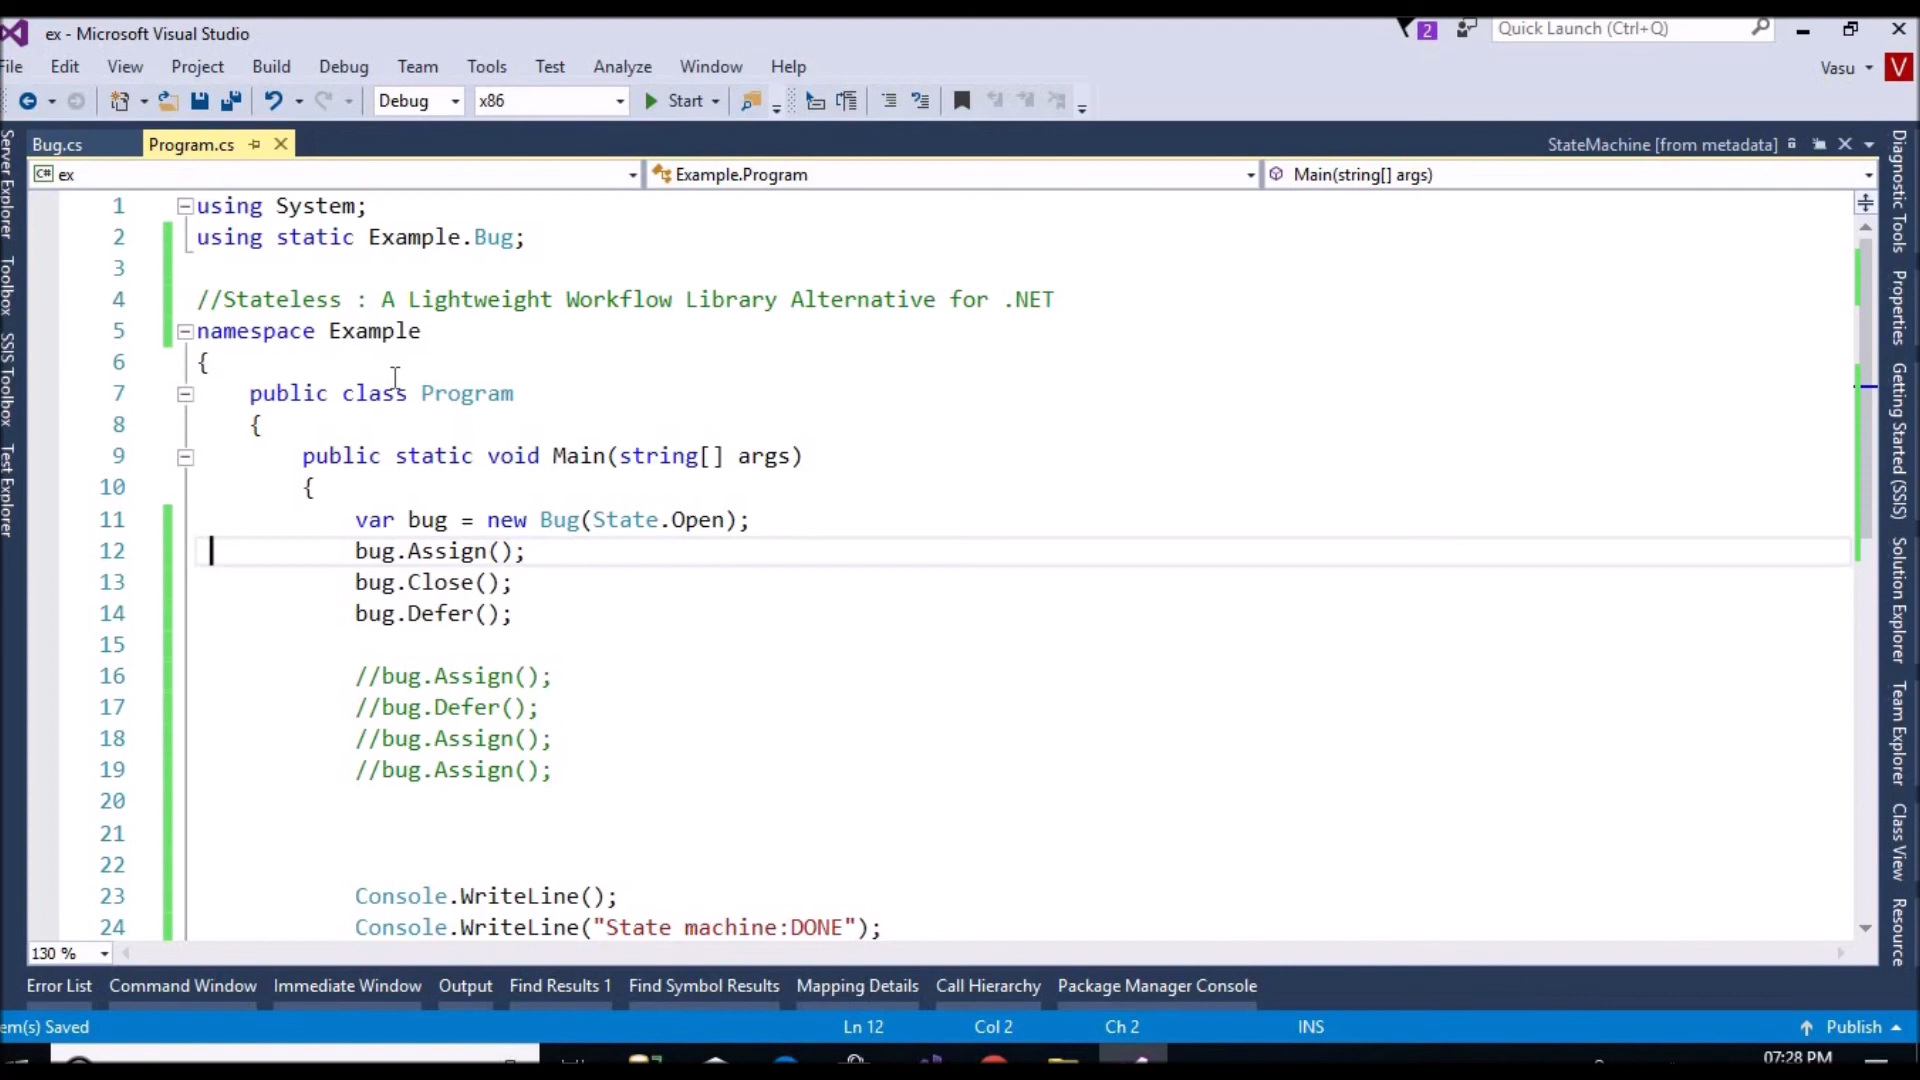 ex - Microsoft Visual Studio
2
Quick Launch (Ctrl+Q)
File Edit View Project Build Debug Team Tools Test Analyze Window Help
Vasu V
Debug x86 Start
Bug.cs Program.cs StateMachine [from metadata]
C# ex Example.Program Main(string[] args)
1 using System;
2 using static Example.Bug;
3
4 //Stateless : A Lightweight Workflow Library Alternative for .NET
5 namespace Example
6 {
7 public class Program
8 {
9 public static void Main(string[] args)
10 {
11 var bug = new Bug(State.Open);
12 bug.Assign();
13 bug.Close();
14 bug.Defer();
15
16 //bug.Assign();
17 //bug.Defer();
18 //bug.Assign();
19 //bug.Assign();
20
21
22
23 Console.WriteLine();
24 Console.WriteLine("State machine:DONE");
130 %
Server Explorer
Toolbox
SSIS Toolbox
Test Explorer
Diagnostic Tools
Properties
Getting Started (SSIS)
Solution Explorer
Team Explorer
Class View
Resource
Error List Command Window Immediate Window Output Find Results 1 Find Symbol Results Mapping Details Call Hierarchy Package Manager Console
em(s) Saved Ln 12 Col 2 Ch 2 INS Publish
07:28 PM